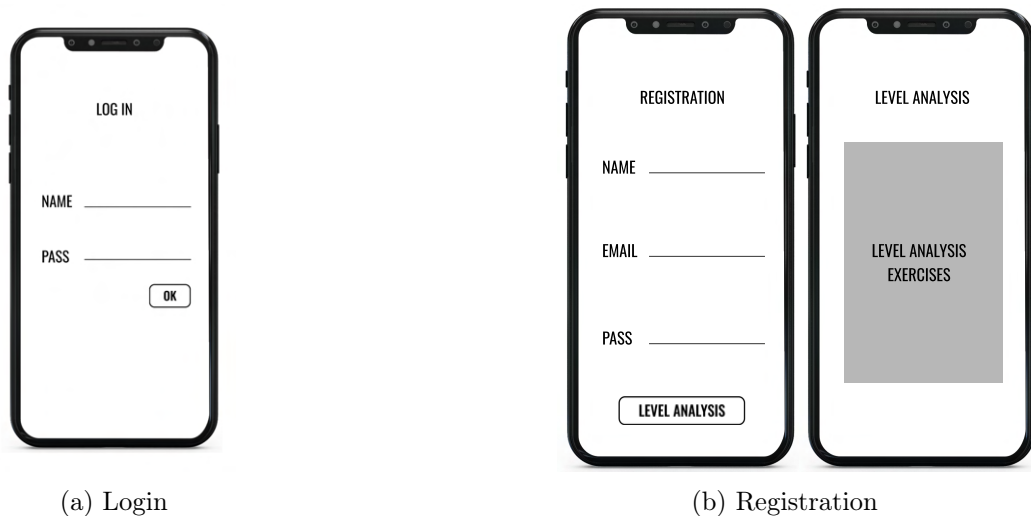 LOG IN
NAME
PASS
OK
(a) Login
REGISTRATION
NAME
EMAIL
PASS
LEVEL ANALYSIS
LEVEL ANALYSIS
LEVEL ANALYSIS
EXERCISES
(b) Registration